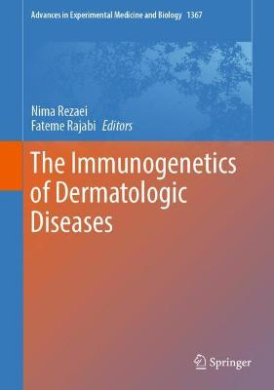 Advances in Experimental Medicine and Biology 1367
Nima Rezaei
Fateme Rajabi Editors
The Immunogenetics
of Dermatologic
Diseases
Springer